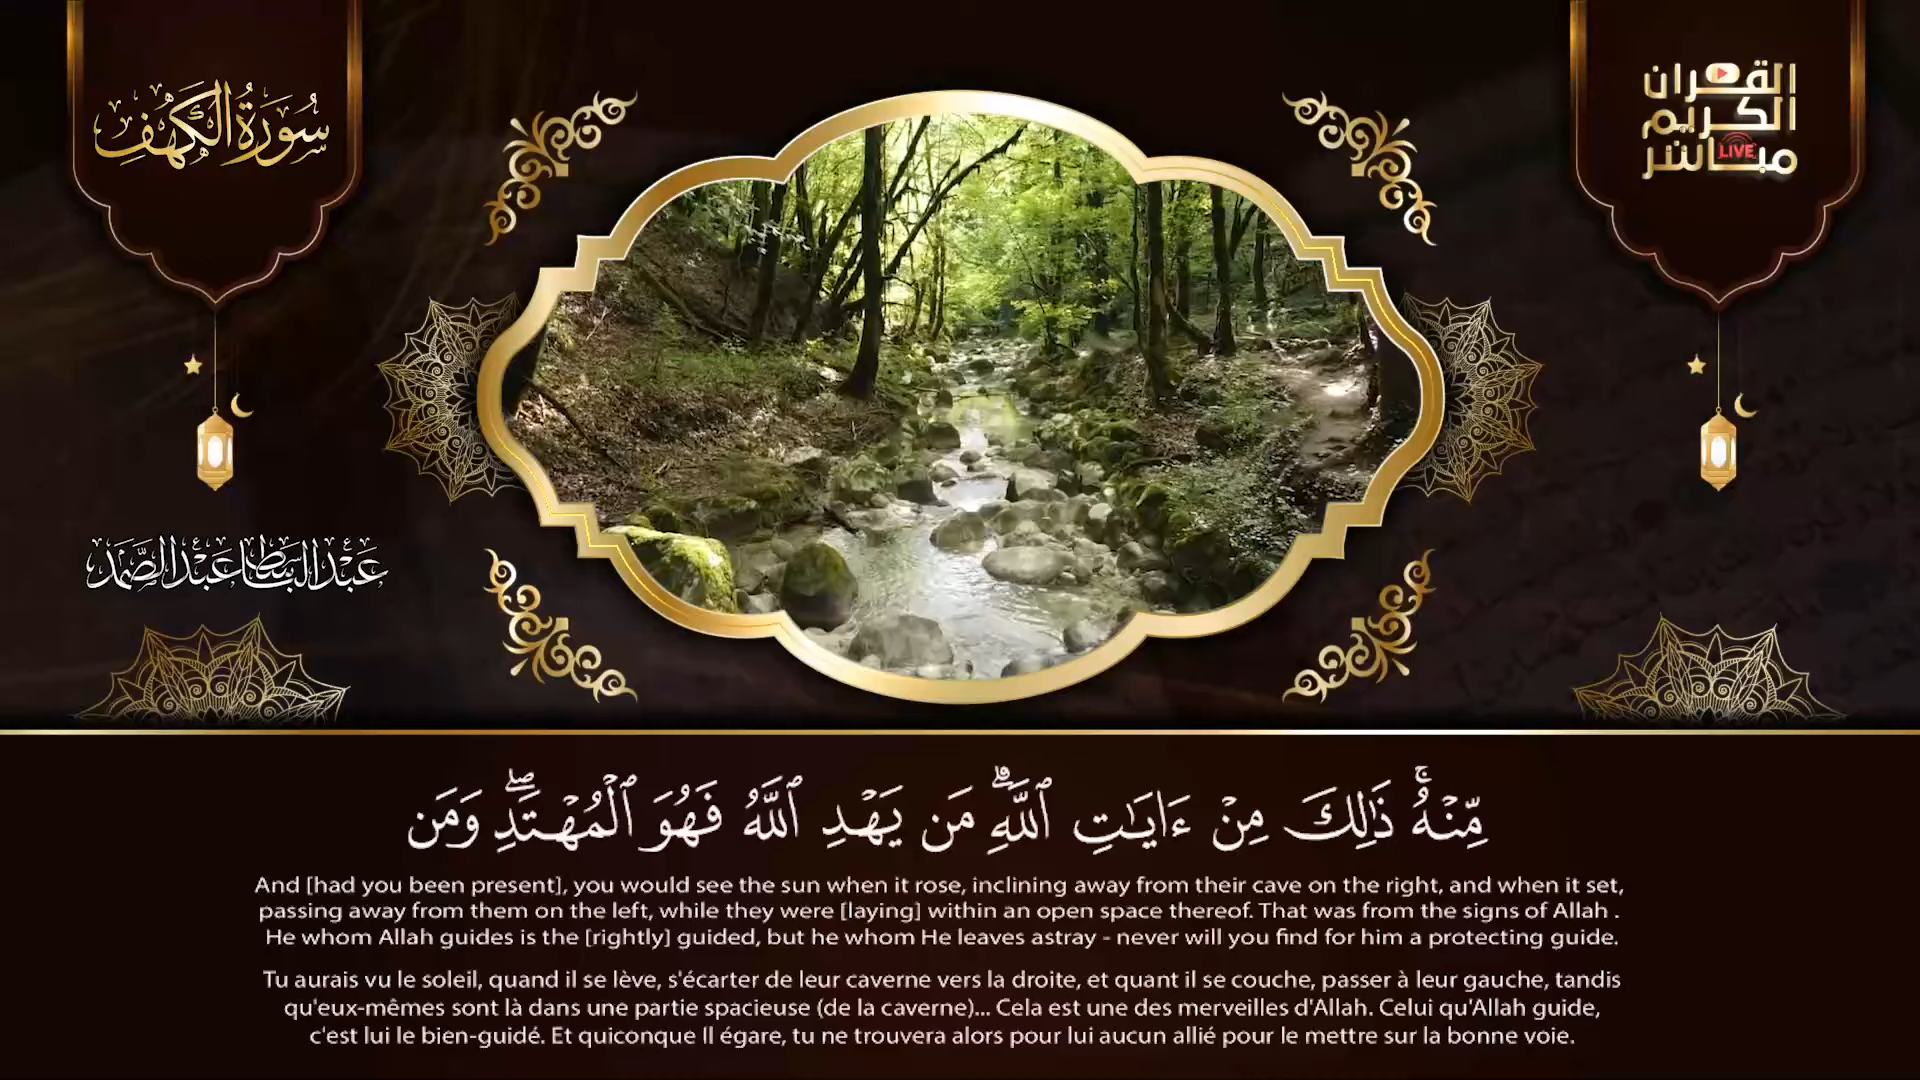 سُورَةُ الكَهْفِ
القران
الكريم
مباشر
LIVE
عَبْدُ البَاسِط عَبْدُ الصَّمَد
مِّنْهُۚ ذَٰلِكَ مِنْ ءَايَـٰتِ ٱللَّهِۗ مَن يَهْدِ ٱللَّهُ فَهُوَ ٱلْمُهْتَدِۖ وَمَن
And [had you been present], you would see the sun when it rose, inclining away from their cave on the right, and when it set,
passing away from them on the left, while they were [laying] within an open space thereof. That was from the signs of Allah .
He whom Allah guides is the [rightly] guided, but he whom He leaves astray - never will you find for him a protecting guide.
Tu aurais vu le soleil, quand il se lève, s'écarter de leur caverne vers la droite, et quant il se couche, passer à leur gauche, tandis
qu'eux-mêmes sont là dans une partie spacieuse (de la caverne)... Cela est une des merveilles d'Allah. Celui qu'Allah guide,
c'est lui le bien-guidé. Et quiconque Il égare, tu ne trouvera alors pour lui aucun allié pour le mettre sur la bonne voie.